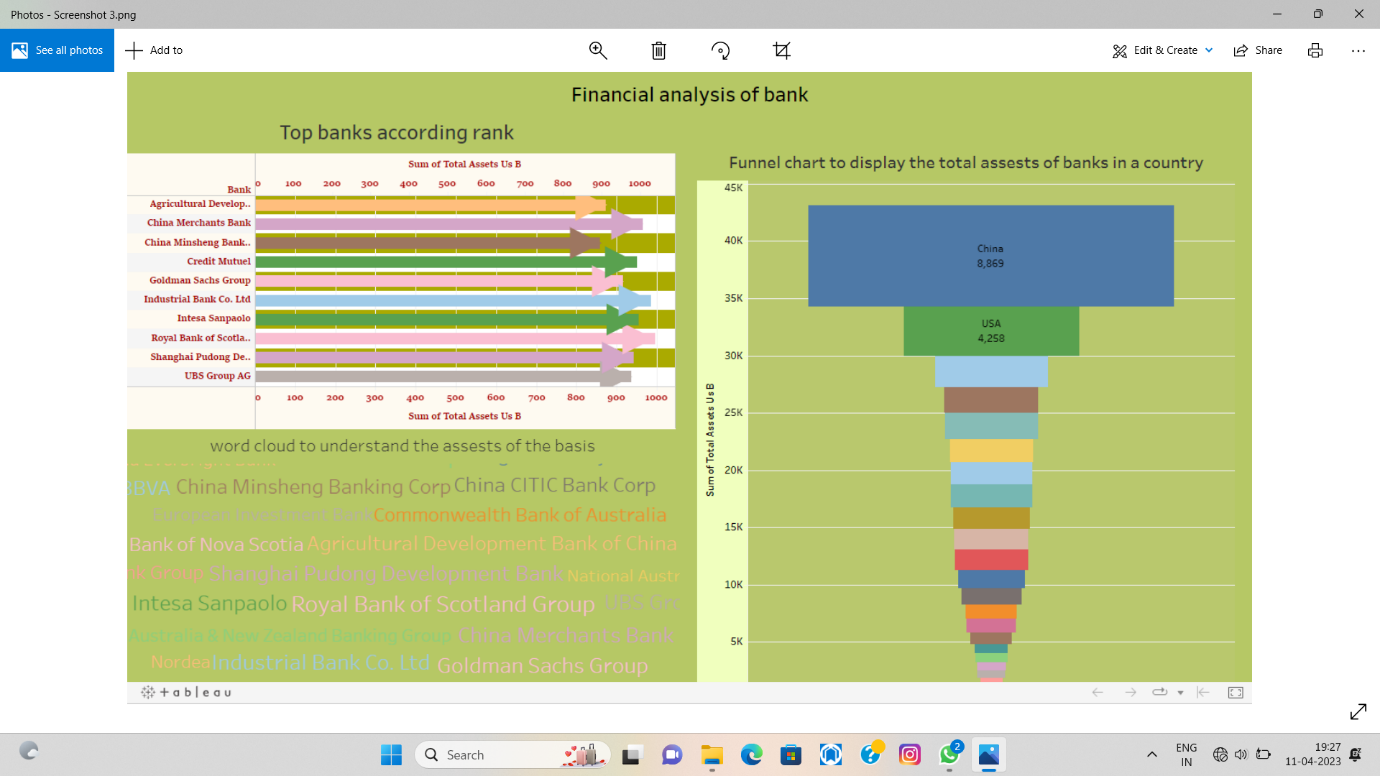 Photos - Screenshot 3.png
See all photos
Add to
Edit & Create
Share
Financial analysis of bank
Top banks according rank
Sum of Total Assets Us B
Bank
0 100 200 300 400 500 600 700 800 900 1000
Agricultural Develop..
China Merchants Bank
China Minsheng Bank..
Credit Mutuel
Goldman Sachs Group
Industrial Bank Co. Ltd
Intesa Sanpaolo
Royal Bank of Scotla..
Shanghai Pudong De..
UBS Group AG
0 100 200 300 400 500 600 700 800 900 1000
Sum of Total Assets Us B
word cloud to understand the assests of the basis
BBVA China Minsheng Banking Corp China CITIC Bank Corp
European Investment Bank Commonwealth Bank of Australia
Bank of Nova Scotia Agricultural Development Bank of China
Group Shanghai Pudong Development Bank National Austr
Intesa Sanpaolo Royal Bank of Scotland Group UBS Gr
Australia & New Zealand Banking Group China Merchants Bank
Nordea Industrial Bank Co. Ltd Goldman Sachs Group
Funnel chart to display the total assests of banks in a country
Sum of Total Assets Us B
45K
40K
35K
30K
25K
20K
15K
10K
5K
China
8,869
USA
4,258
+ableau
Search
2
ENG
IN
19:27
11-04-2023